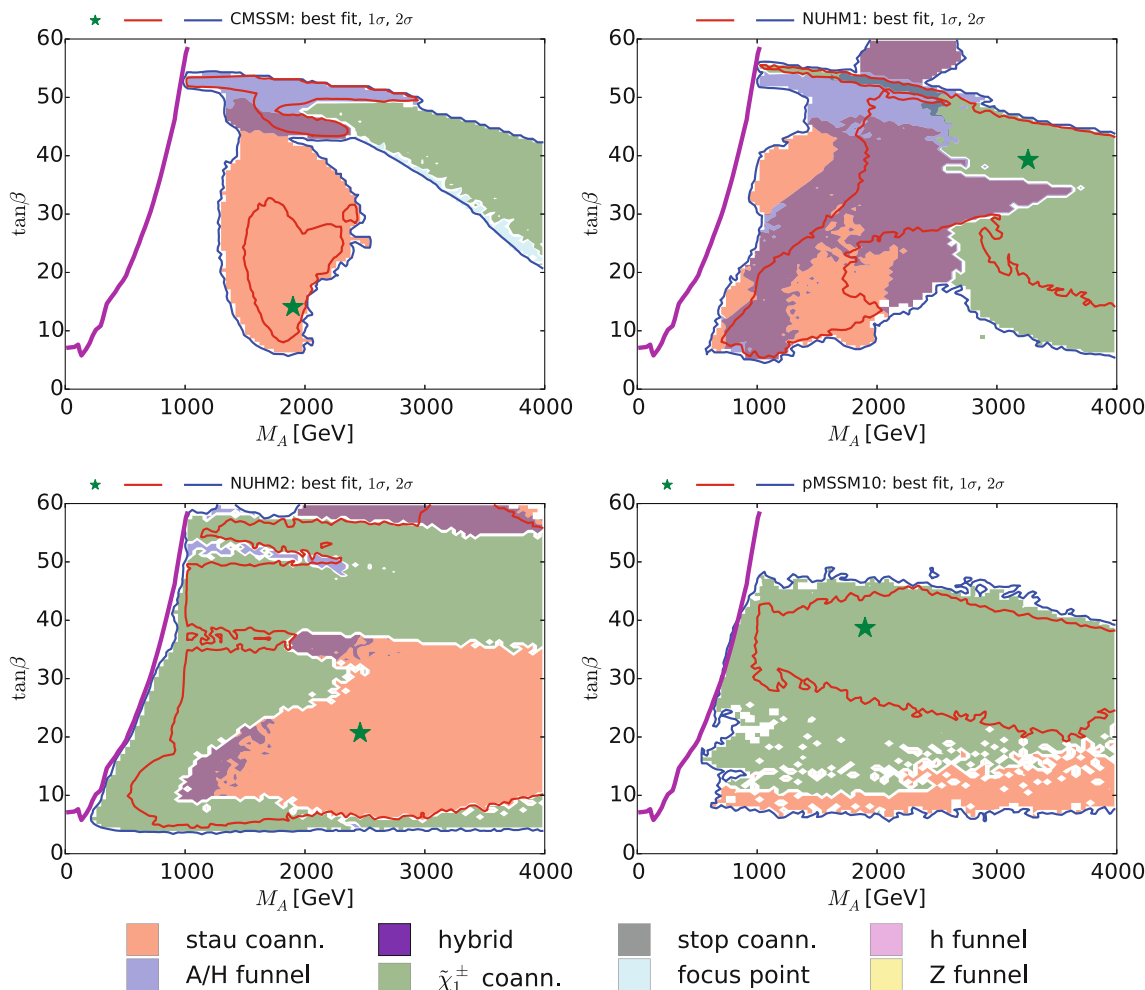 CMSSM: best fit, 1σ, 2σ
NUHM1: best fit, 1σ, 2σ
60
50
40
30
20
10
0
tanβ
0 1000 2000 3000 4000
M_A [GeV]
60
50
40
30
20
10
0
tanβ
0 1000 2000 3000 4000
M_A [GeV]
NUHM2: best fit, 1σ, 2σ
pMSSM10: best fit, 1σ, 2σ
60
50
40
30
20
10
0
tanβ
0 1000 2000 3000 4000
M_A [GeV]
60
50
40
30
20
10
0
tanβ
0 1000 2000 3000 4000
M_A [GeV]
stau coann. hybrid stop coann. h funnel
A/H funnel χ̃₁± coann. focus point Z funnel